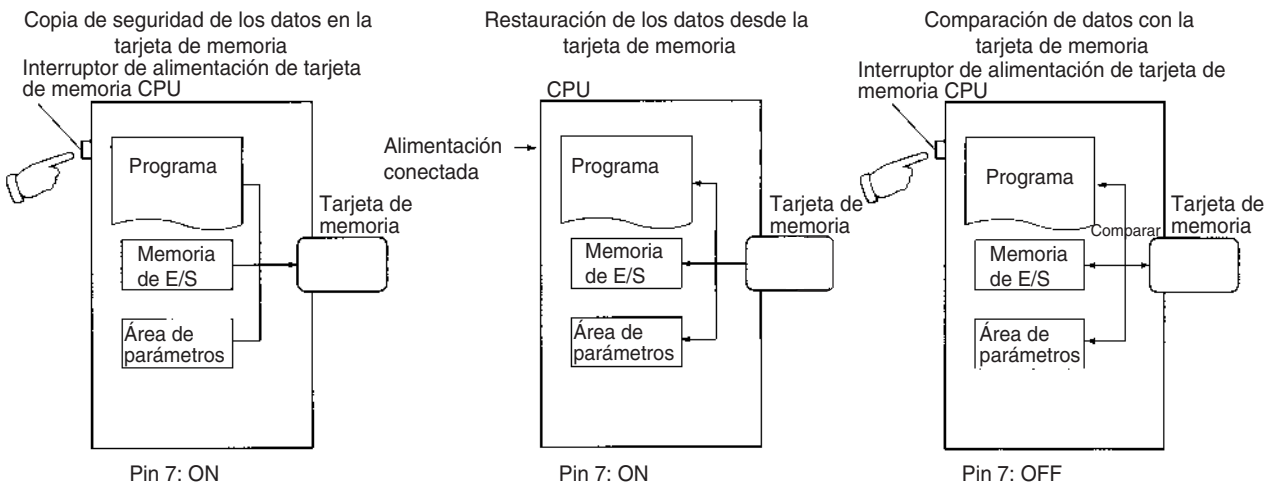 Copia de seguridad de los datos en la
tarjeta de memoria
Interruptor de alimentación de tarjeta
de memoria CPU
Programa
Tarjeta de
memoria
Memoria
de E/S
Área de
parámetros
Pin 7: ON
Restauración de los datos desde la
tarjeta de memoria
CPU
Alimentación
conectada
Programa
Tarjeta de
memoria
Memoria
de E/S
Área de
parámetros
Pin 7: ON
Comparación de datos con la
tarjeta de memoria
Interruptor de alimentación de tarjeta de
memoria CPU
Programa
Tarjeta de
memoria
Comparar
Memoria
de E/S
Área de
parámetros
Pin 7: OFF